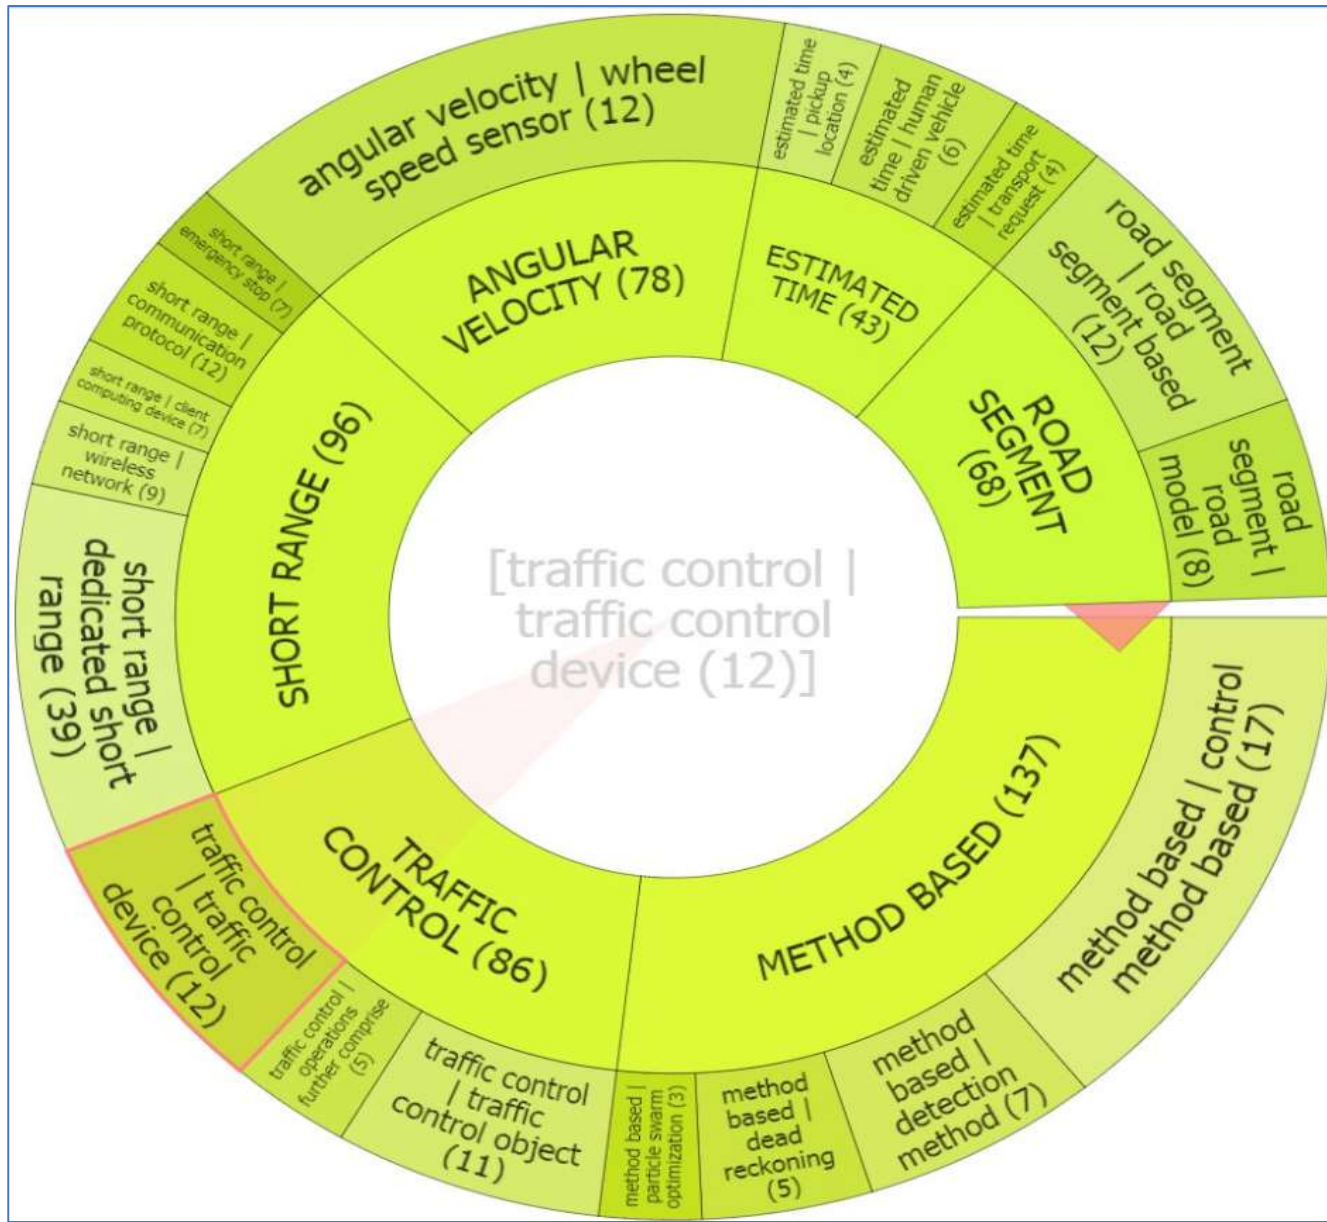 angular velocity | wheel
speed sensor (12)
estimated time
| pickup
location (4)
estimated
time | human
driven vehicle
(6)
estimated time
| transport
request (4)
road segment
| road
segment based
(12)
road
segment |
road
model (8)
ANGULAR
VELOCITY (78)
ESTIMATED
TIME (43)
ROAD
SEGMENT
(68)
short range |
emergency stop (7)
short range |
communication
protocol (12)
short range | client
computing device (7)
short range |
wireless
network (9)
short range |
dedicated short
range (39)
SHORT RANGE (96)
[traffic control |
traffic control
device (12)]
TRAFFIC
CONTROL (86)
METHOD BASED (137)
traffic control
| traffic
control
device (12)
traffic control |
operations
further comprise
(5)
traffic control
| traffic
control object
(11)
method based |
particle swarm
optimization (3)
method
based |
dead
reckoning
(5)
method
based |
detection
method (7)
method based | control
method based (17)